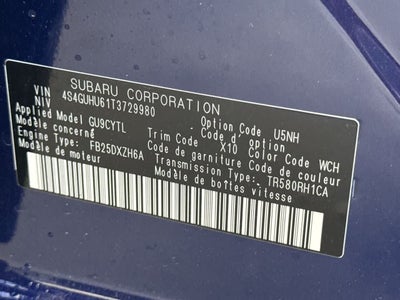 SUBARU CORPORATION
VIN
NIV 4S4GUHU61T3729980
Applied Model GU9CYTL Option Code U5NH
Modèle concerné Code d' option
Engine Type FB25DXZH6A Trim Code X10 Color Code WCH
Modèle de moteur Code de garniture Code de couleur
Transmission Type: TR580RH1CA
Modèle de boîtes vitesse